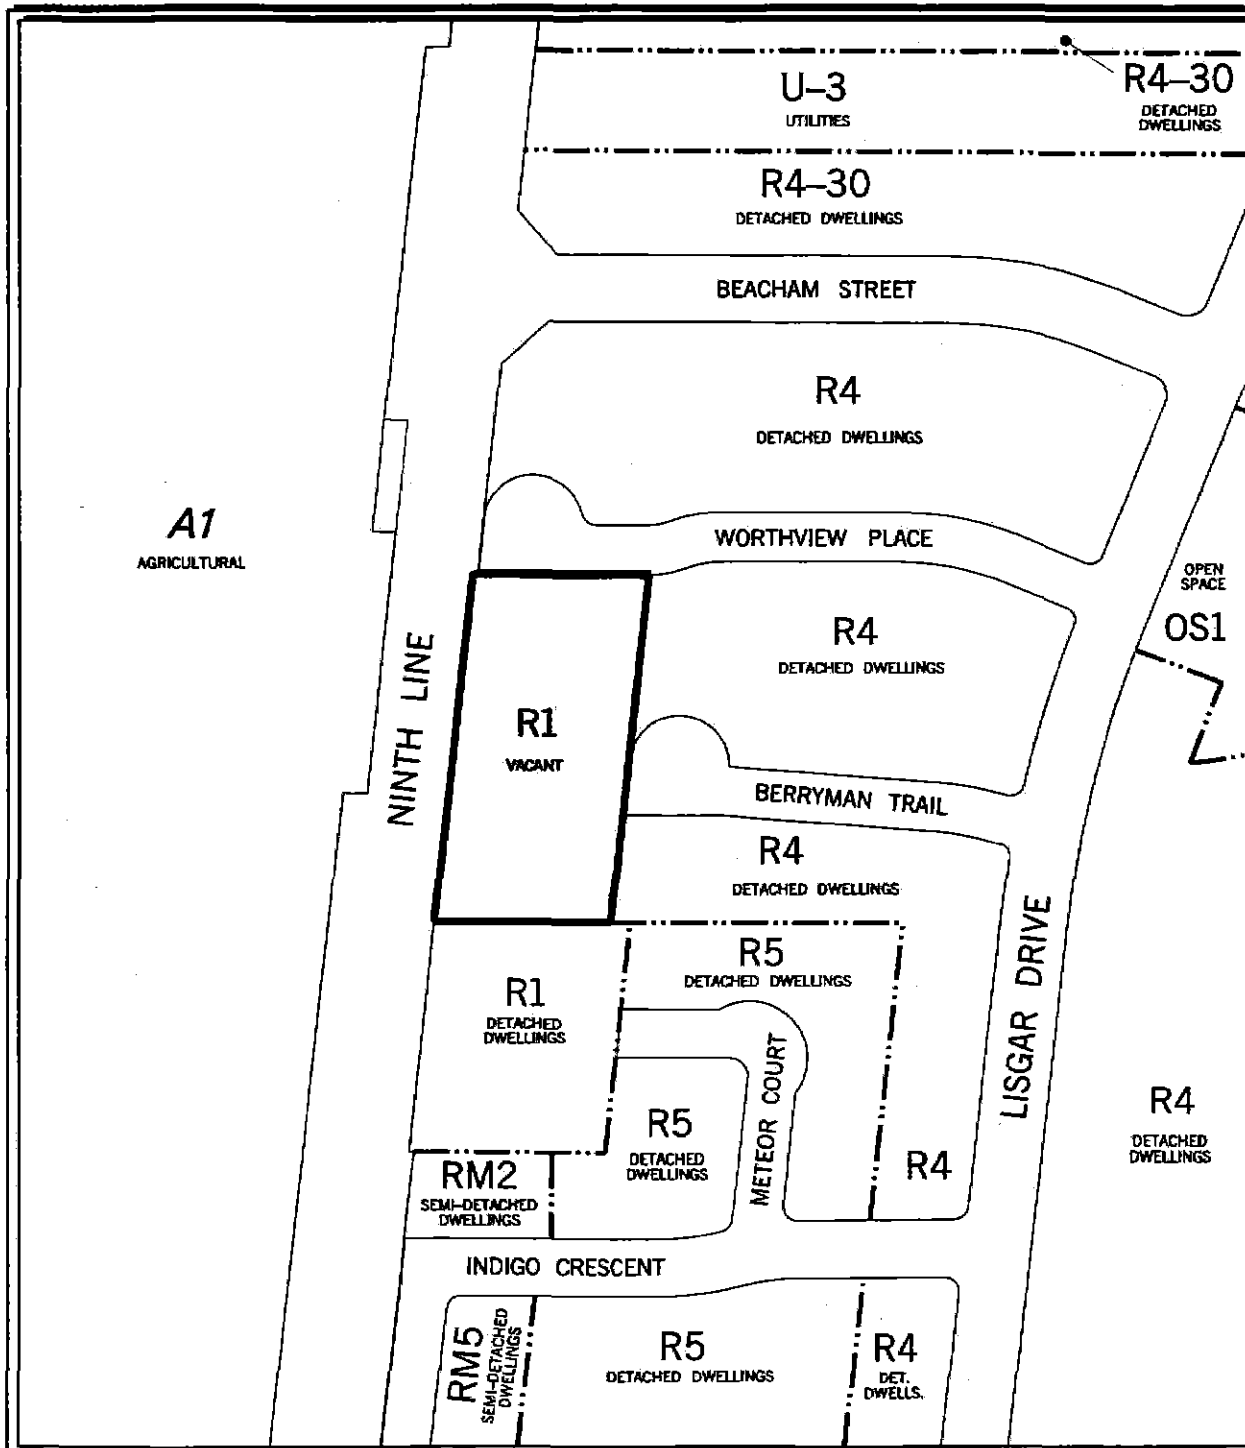 U–3
UTILITIES
R4–30
DETACHED
DWELLINGS
R4–30
DETACHED DWELLINGS
BEACHAM STREET
R4
DETACHED DWELLINGS
A1
AGRICULTURAL
WORTHVIEW PLACE
OPEN
SPACE
OS1
R4
DETACHED DWELLINGS
NINTH LINE
R1
VACANT
BERRYMAN TRAIL
R4
DETACHED DWELLINGS
LISGAR DRIVE
R5
DETACHED DWELLINGS
R1
DETACHED
DWELLINGS
METEOR COURT
R5
DETACHED
DWELLINGS
R4
R4
DETACHED
DWELLINGS
RM2
SEMI–DETACHED
DWELLINGS
INDIGO CRESCENT
RM5
SEMI–DETACHED
DWELLINGS
R5
DETACHED DWELLINGS
R4
DET.
DWELLS.